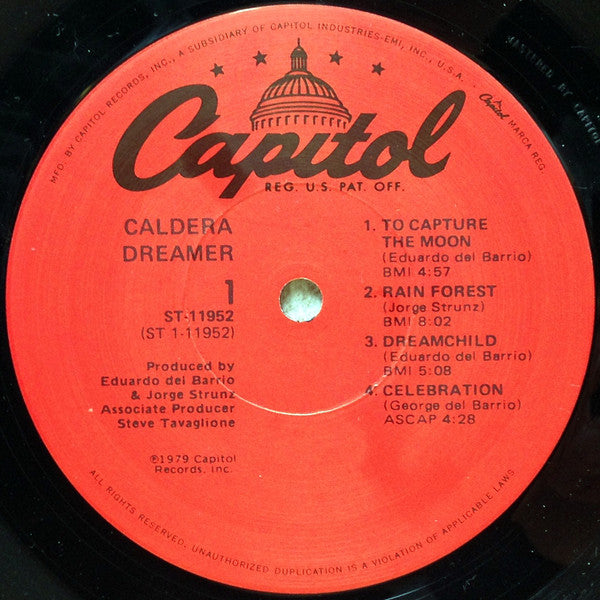 MFD. BY CAPITOL RECORDS, INC., A SUBSIDIARY OF CAPITOL INDUSTRIES-EMI, INC., U.S.A.
Capitol MARCA REG.
MASTERED BY CAPITOL
Capitol
REG. U.S. PAT. OFF.
CALDERA
DREAMER
1
ST-11952
(ST 1-11952)
Produced by
Eduardo del Barrio
& Jorge Strunz
Associate Producer
Steve Tavaglione
℗1979 Capitol
Records, Inc.
1. TO CAPTURE
THE MOON
(Eduardo del Barrio)
BMI 4:57
2. RAIN FOREST
(Jorge Strunz)
BMI 8:02
3. DREAMCHILD
(Eduardo del Barrio)
BMI 5:08
4. CELEBRATION
(George del Barrio)
ASCAP 4:28
ALL RIGHTS RESERVED. UNAUTHORIZED DUPLICATION IS A VIOLATION OF APPLICABLE LAWS